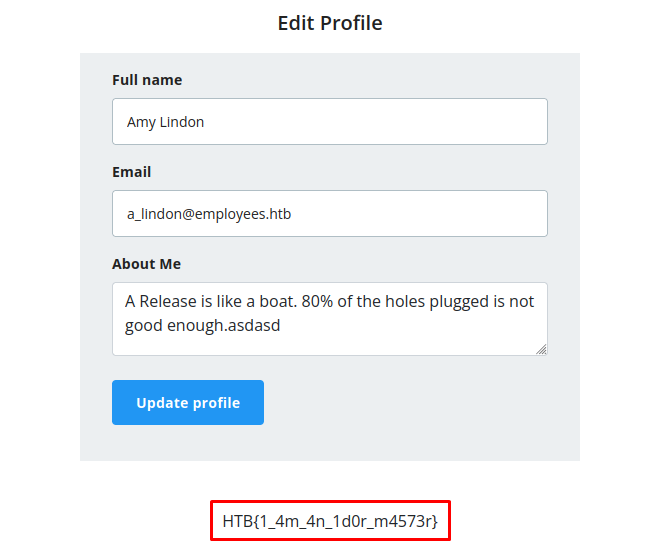 Edit Profile
Full name
Amy Lindon
Email
a_lindon@employees.htb
About Me
A Release is like a boat. 80% of the holes plugged is not
good enough.asdasd
Update profile
HTB{1_4m_4n_1d0r_m4573r}